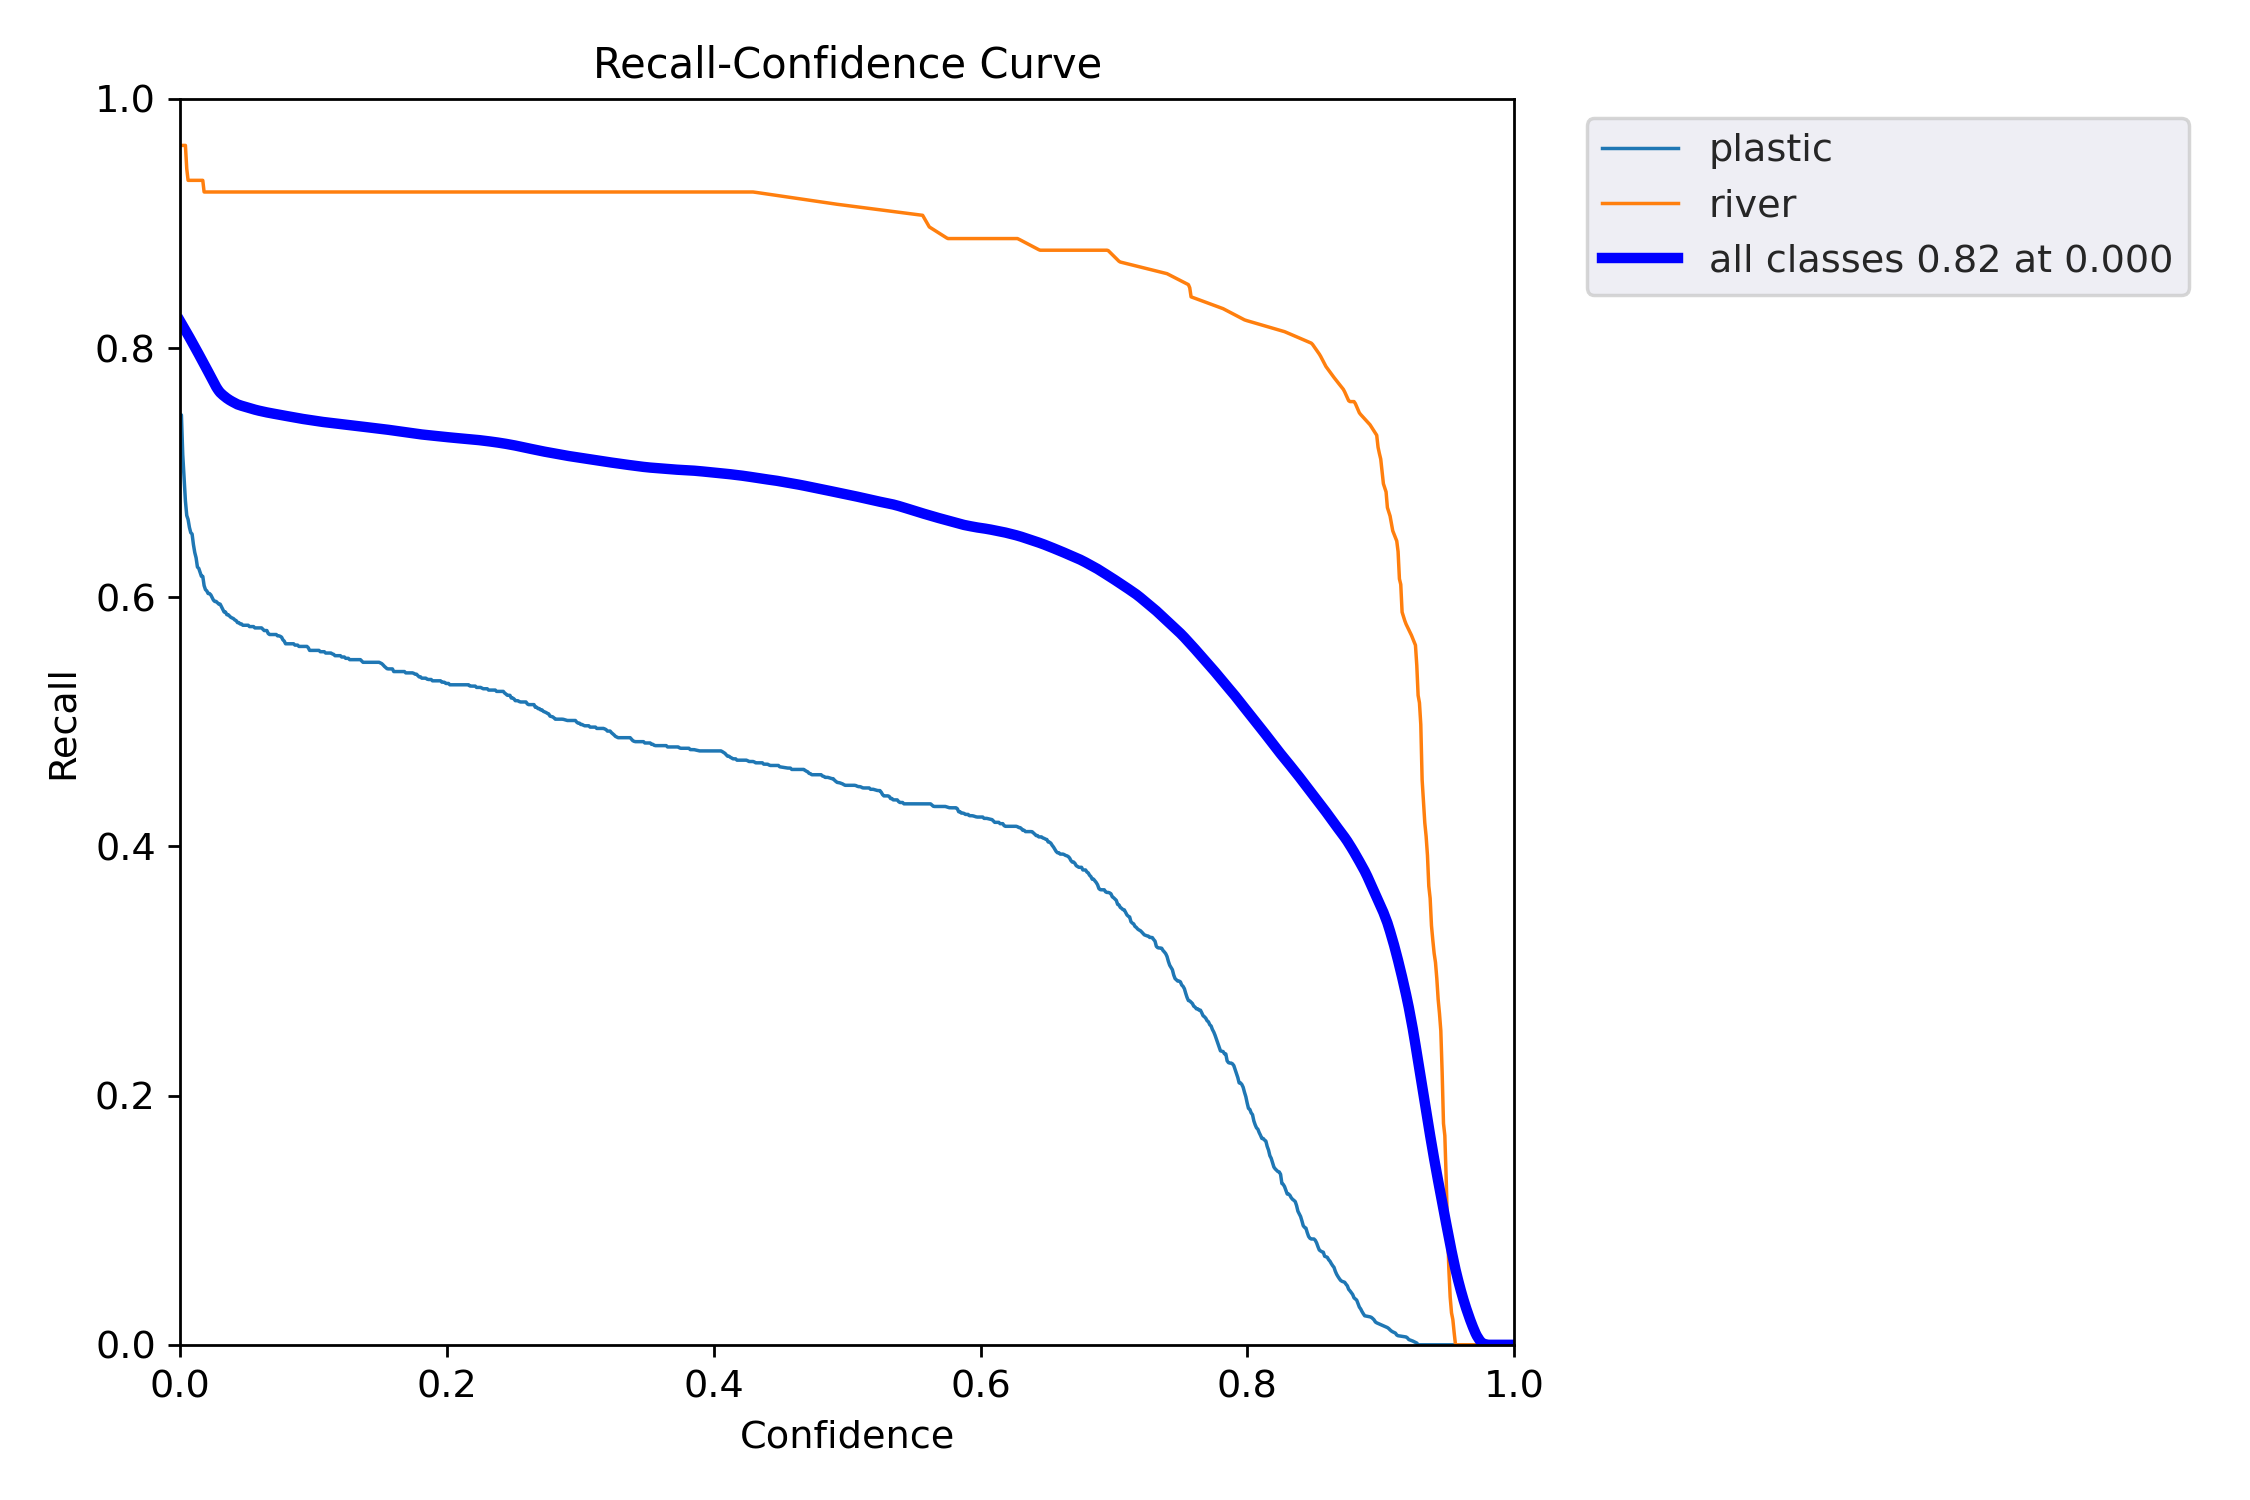 Recall-Confidence Curve
1.0
0.8
0.6
0.4
0.2
0.0
Recall
0.0 0.2 0.4 0.6 0.8 1.0
Confidence
plastic
river
all classes 0.82 at 0.000